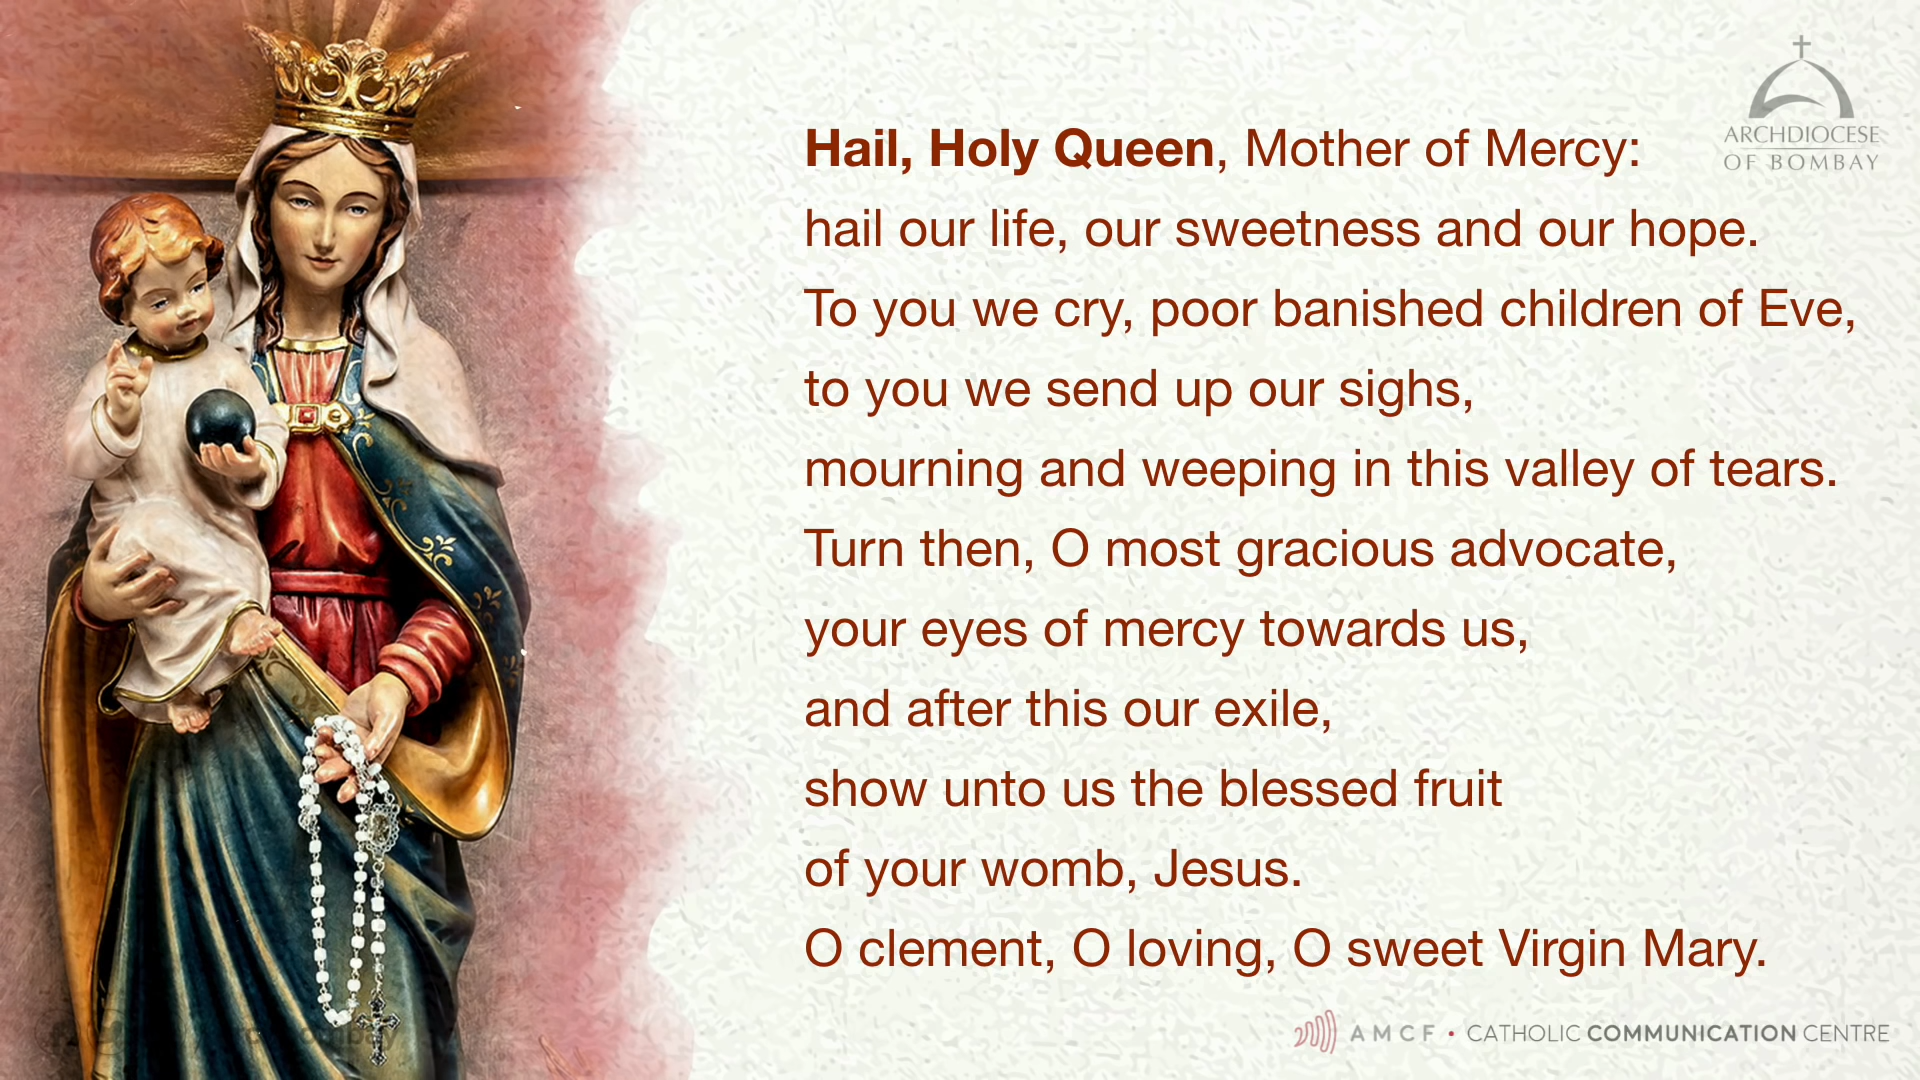 ARCHDIOCESE
OF BOMBAY
Hail, Holy Queen, Mother of Mercy:
hail our life, our sweetness and our hope.
To you we cry, poor banished children of Eve,
to you we send up our sighs,
mourning and weeping in this valley of tears.
Turn then, O most gracious advocate,
your eyes of mercy towards us,
and after this our exile,
show unto us the blessed fruit
of your womb, Jesus.
O clement, O loving, O sweet Virgin Mary.
AMCF • CATHOLIC COMMUNICATION CENTRE